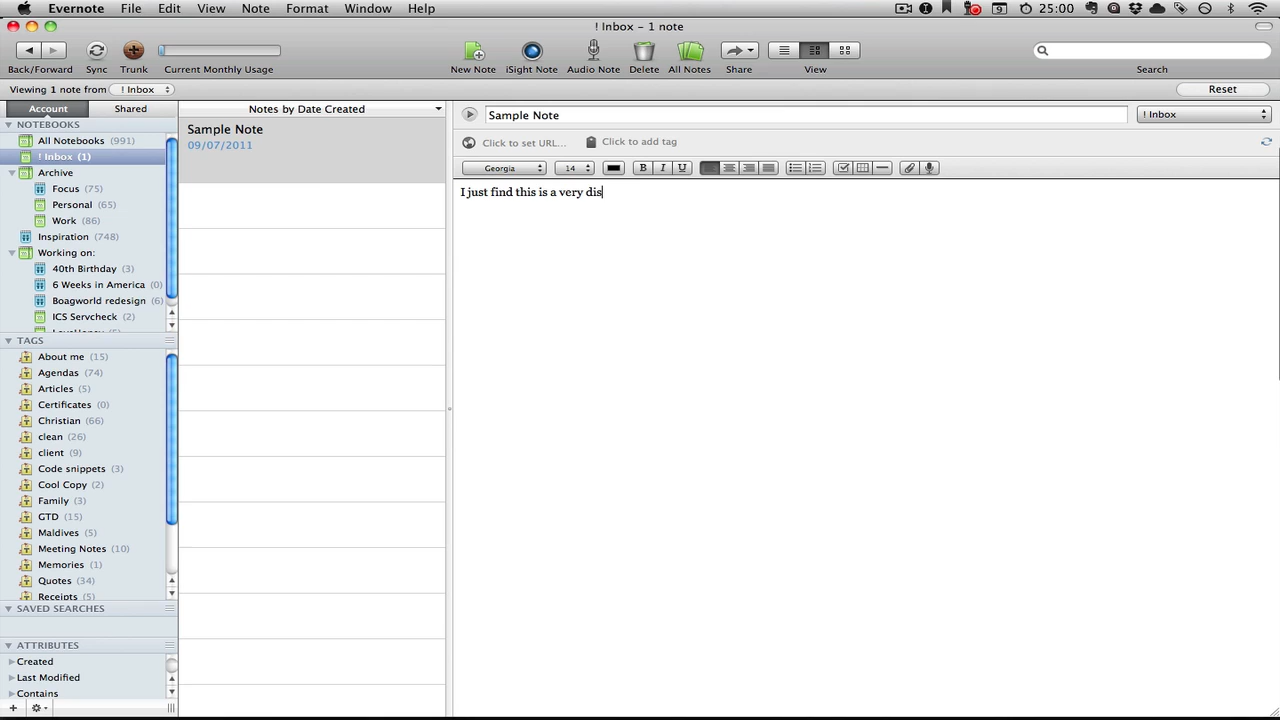 Evernote File Edit View Note Format Window Help 9 25:00
! Inbox – 1 note
Back/Forward Sync Trunk Current Monthly Usage New Note iSight Note Audio Note Delete All Notes Share View Search
Viewing 1 note from ! Inbox Reset
Account Shared
NOTEBOOKS
All Notebooks (991)
! Inbox (1)
Archive
Focus (75)
Personal (65)
Work (86)
Inspiration (748)
Working on:
40th Birthday (3)
6 Weeks in America (0)
Boagworld redesign (6)
ICS Servcheck (2)
TAGS
About me (15)
Agendas (74)
Articles (5)
Certificates (0)
Christian (66)
clean (26)
client (9)
Code snippets (3)
Cool Copy (2)
Family (3)
GTD (15)
Maldives (5)
Meeting Notes (10)
Memories (1)
Quotes (34)
Receipts (5)
SAVED SEARCHES
ATTRIBUTES
Created
Last Modified
Contains
Notes by Date Created
Sample Note
09/07/2011
Sample Note ! Inbox
Click to set URL... Click to add tag
Georgia 14 B I U
I just find this is a very dis